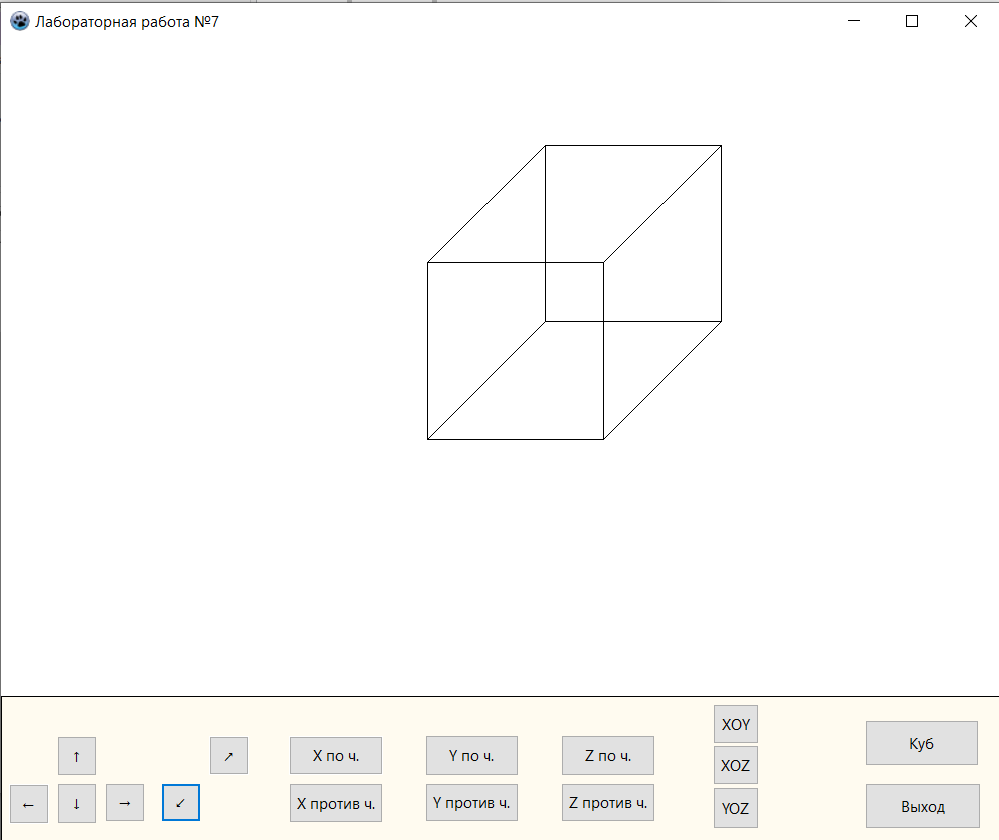 Лабораторная работа №7
XOY
↑
↗
X по ч.
Y по ч.
Z по ч.
Куб
XOZ
←
↓
→
↙
X против ч.
Y против ч.
Z против ч.
YOZ
Выход